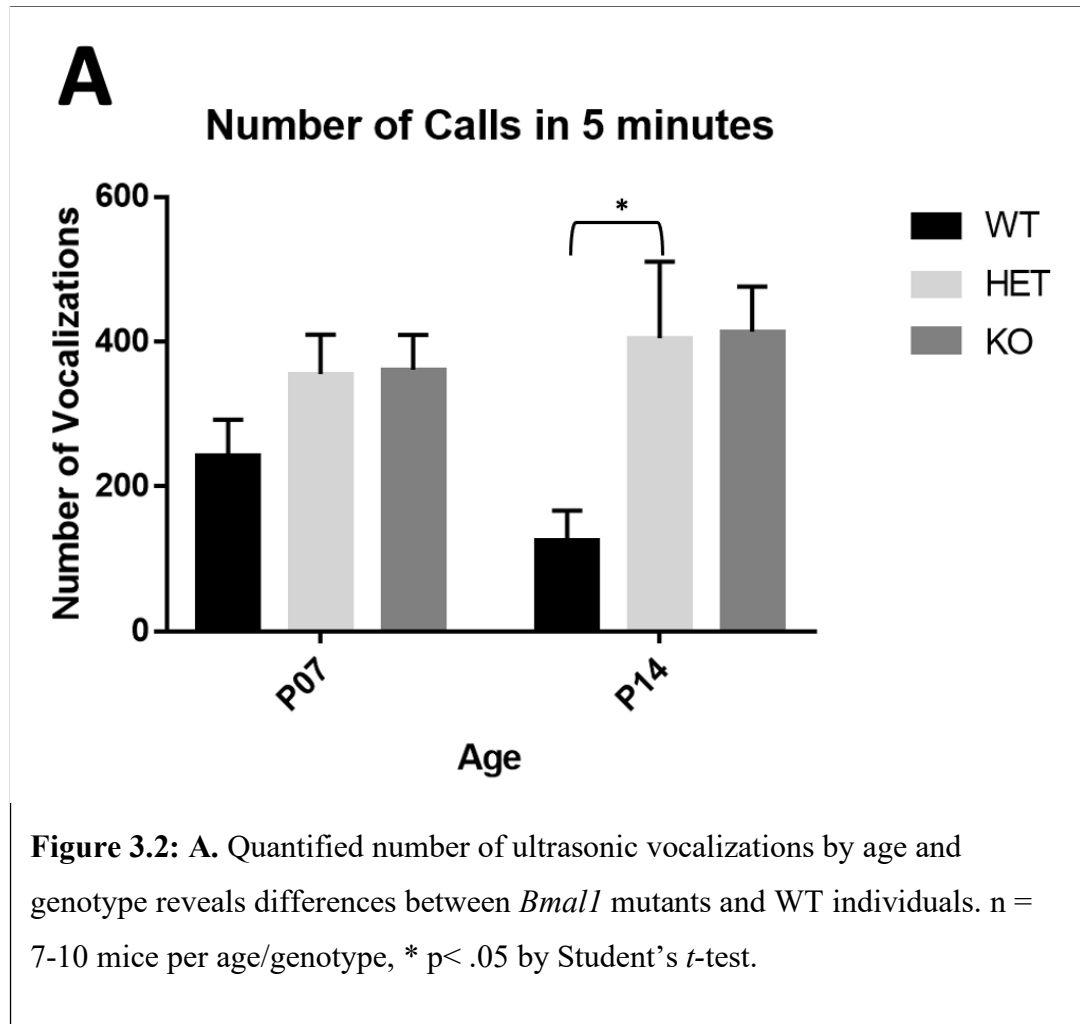 A
Number of Calls in 5 minutes
Number of Vocalizations
600
400
200
0
*
WT
HET
KO
P07
P14
Age
Figure 3.2: A. Quantified number of ultrasonic vocalizations by age and
genotype reveals differences between Bmal1 mutants and WT individuals. n =
7-10 mice per age/genotype, * p< .05 by Student’s t-test.